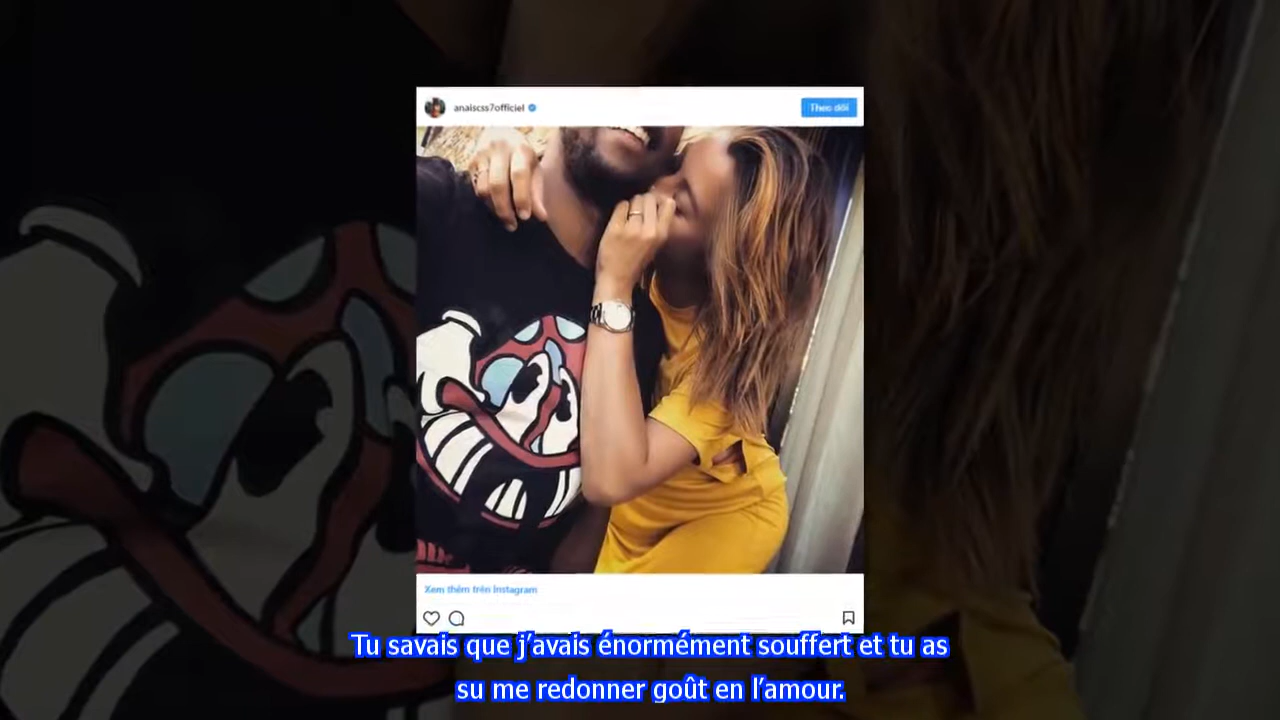 anaiscss7officiel
Theo dõi
Xem thêm trên Instagram
Tu savais que j'avais énormément souffert et tu as
su me redonner goût en l'amour.